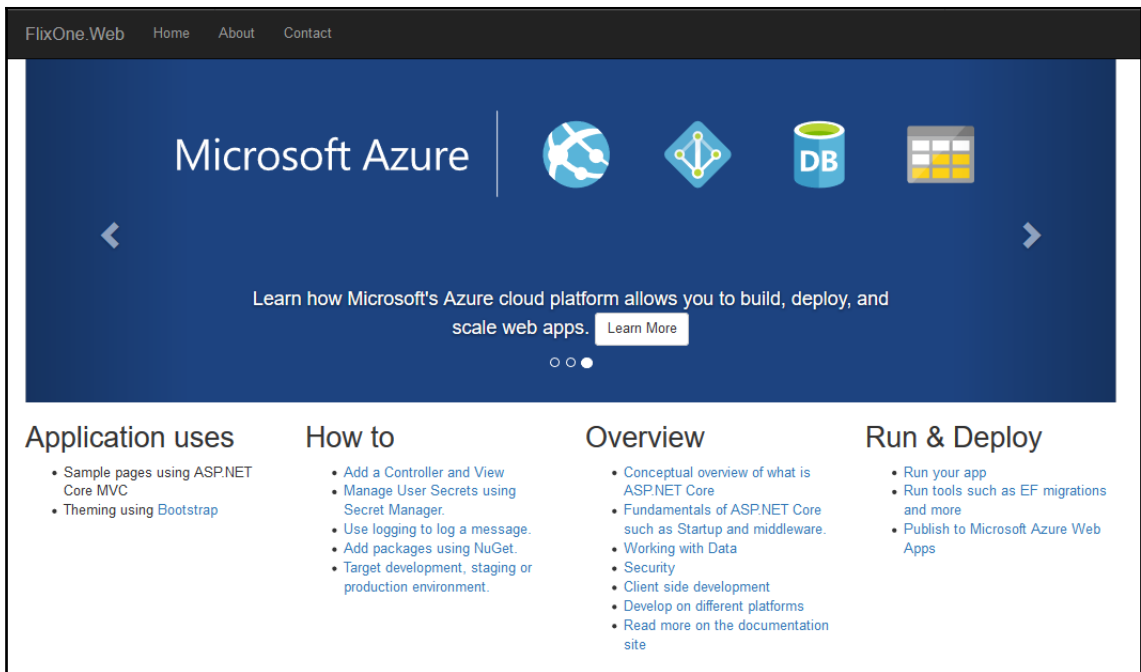 FlixOne.Web Home About Contact
Microsoft Azure
DB
Learn how Microsoft's Azure cloud platform allows you to build, deploy, and
scale web apps. Learn More
Application uses
• Sample pages using ASP.NET
Core MVC
• Theming using Bootstrap
How to
• Add a Controller and View
• Manage User Secrets using
Secret Manager.
• Use logging to log a message.
• Add packages using NuGet.
• Target development, staging or
production environment.
Overview
• Conceptual overview of what is
ASP.NET Core
• Fundamentals of ASP.NET Core
such as Startup and middleware.
• Working with Data
• Security
• Client side development
• Develop on different platforms
• Read more on the documentation
site
Run & Deploy
• Run your app
• Run tools such as EF migrations
and more
• Publish to Microsoft Azure Web
Apps